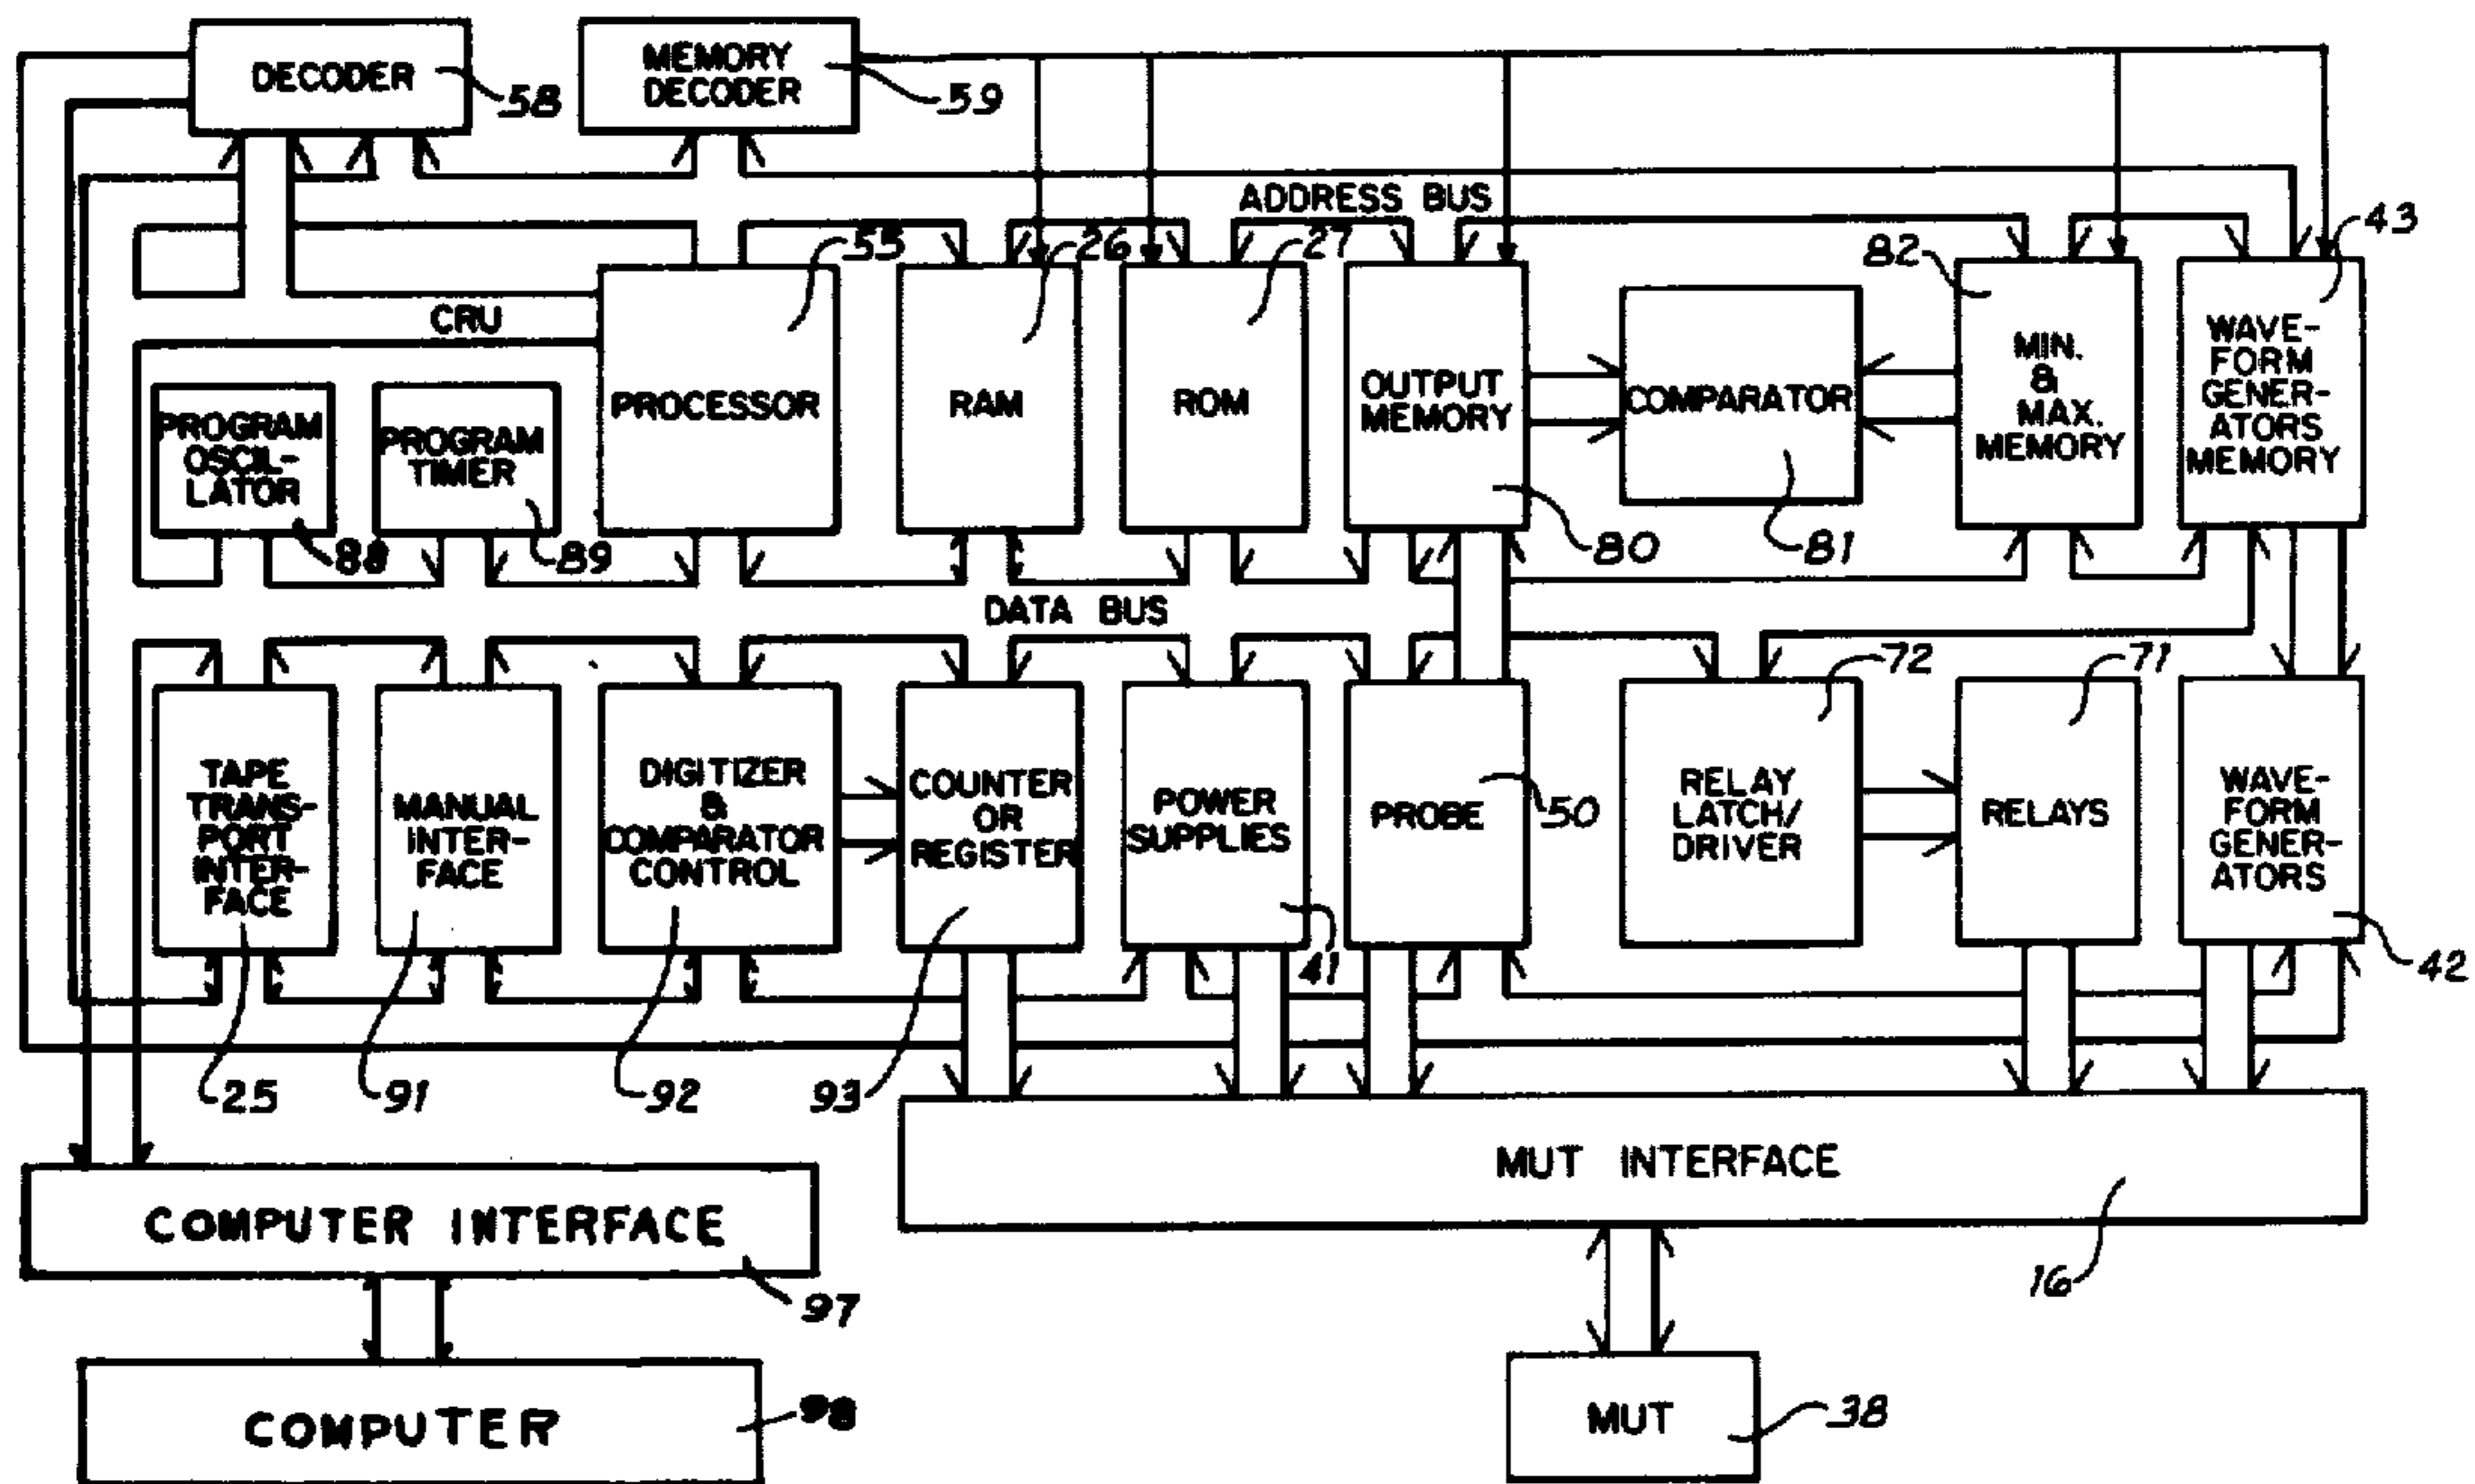 DECODER
58
MEMORY
DECODER
59
ADDRESS BUS
CRU
PROGRAM
OSCIL-
LATOR
88
PROGRAM
TIMER
89
PROCESSOR
55
RAM
26
ROM
27
OUTPUT
MEMORY
80
COMPARATOR
81
82
MIN.
&
MAX.
MEMORY
43
WAVE-
FORM
GENER-
ATORS
MEMORY
DATA BUS
TAPE
TRANS-
PORT
INTER-
FACE
25
MANUAL
INTER-
FACE
91
DIGITIZER
&
COMPARATOR
CONTROL
92
COUNTER
OR
REGISTER
93
POWER
SUPPLIES
41
PROBE
50
RELAY
LATCH/
DRIVER
72
RELAYS
71
WAVE-
FORM
GENER-
ATORS
42
COMPUTER INTERFACE
97
MUT INTERFACE
16
COMPUTER
98
MUT
38